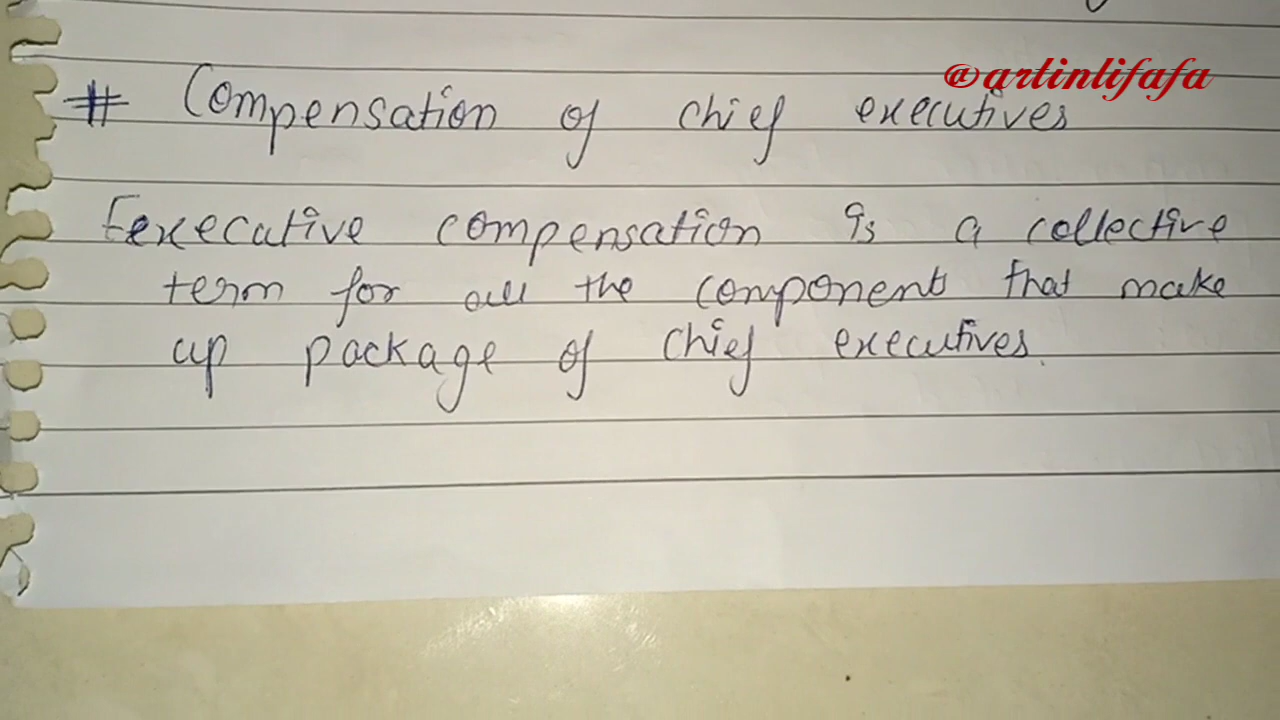 @artinlifafa
# Compensation of chief executives
Eexecutive compensation is a collective
term for all the components that make
up package of chief executives.